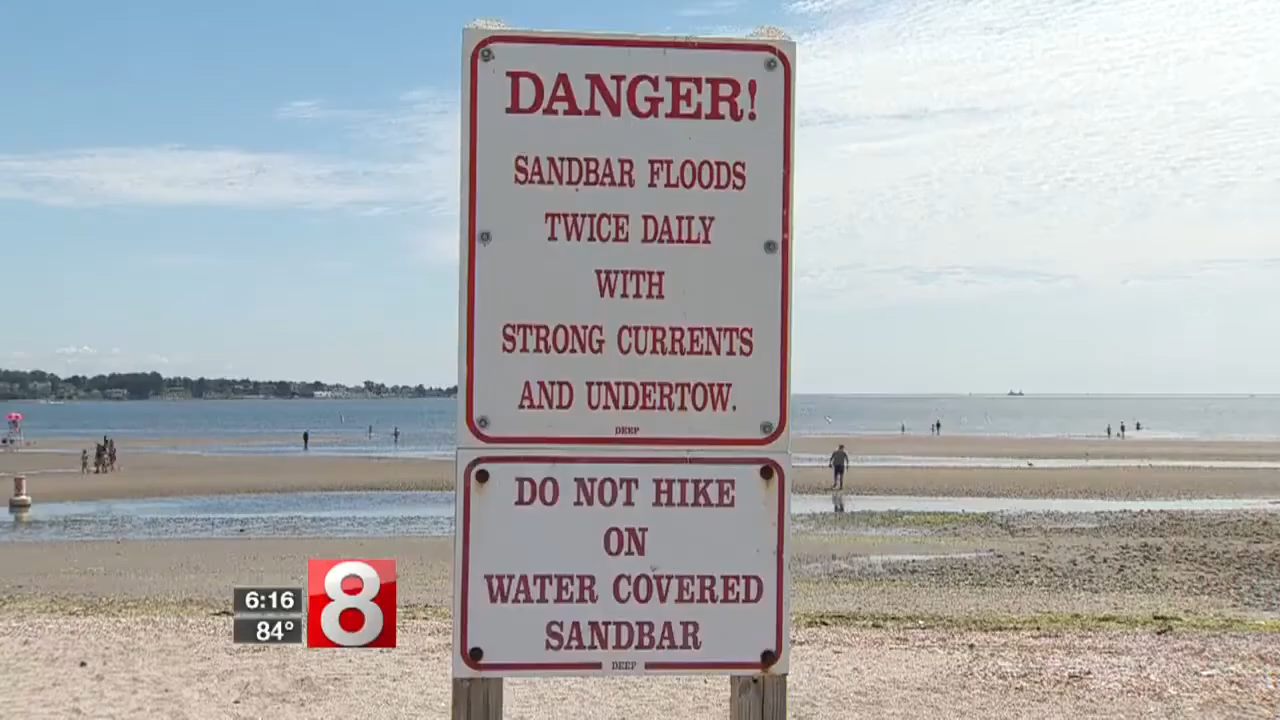 DANGER!
SANDBAR FLOODS
TWICE DAILY
WITH
STRONG CURRENTS
AND UNDERTOW.
DEEP
DO NOT HIKE
ON
WATER COVERED
SANDBAR
DEEP
6:16
84°
8